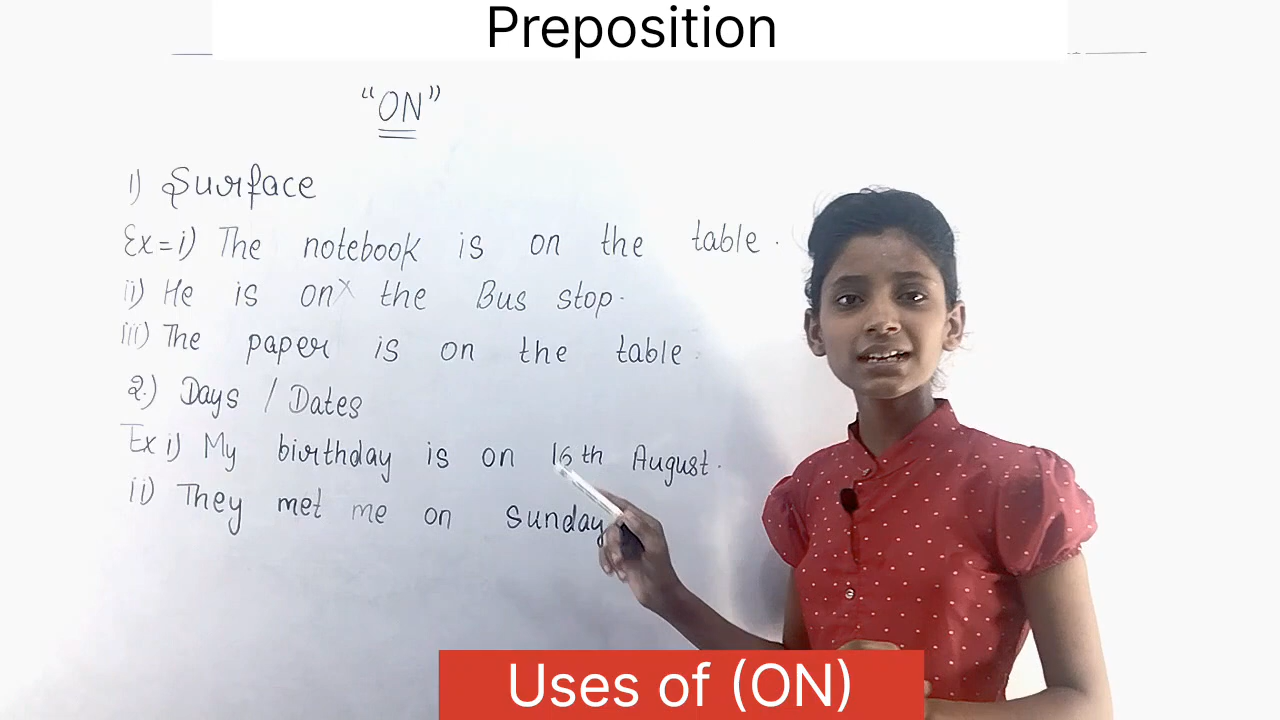 Preposition
"ON"
1) Surface
Ex=i) The notebook is on the table.
ii) He is on x the Bus stop.
iii) The paper is on the table.
2.) Days / Dates
Ex i) My birthday is on 16th August.
ii) They met me on Sunday
Uses of (ON)